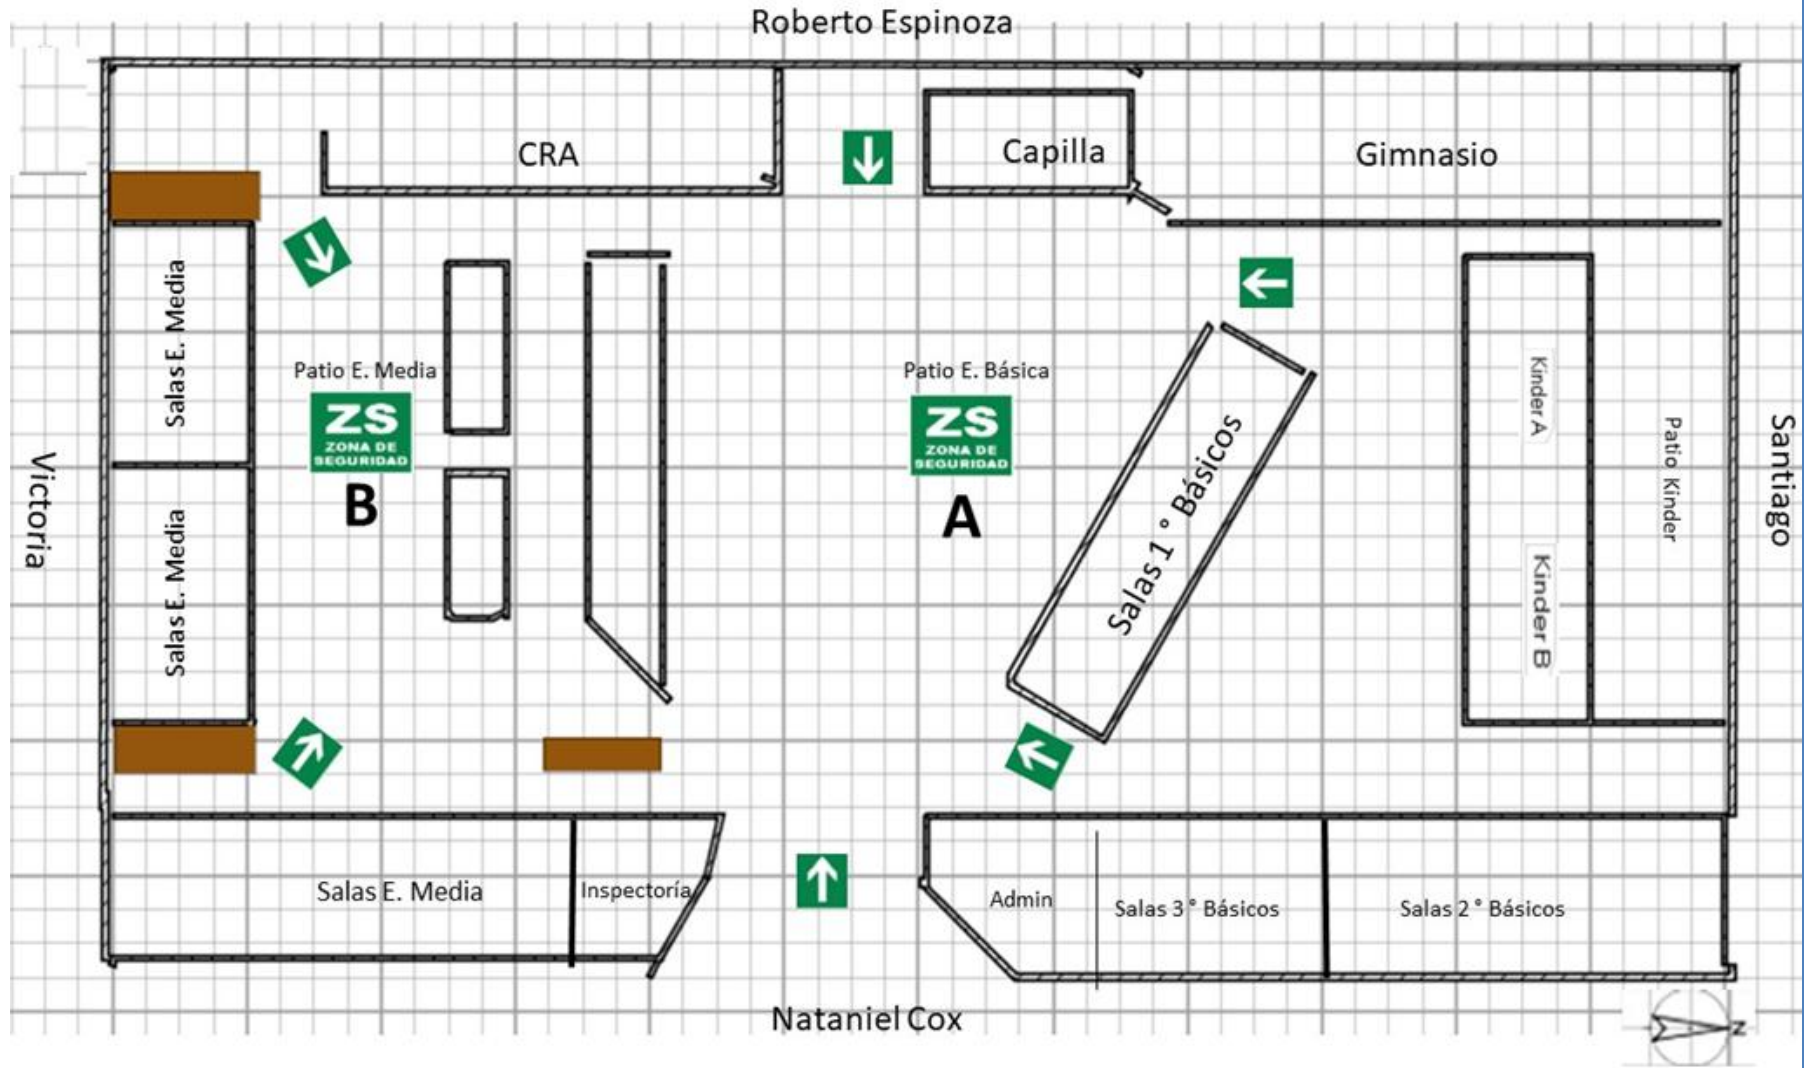 Roberto Espinoza
CRA
Capilla
Gimnasio
Salas E. Media
Patio E. Media
ZS
ZONA DE
SEGURIDAD
B
Patio E. Básica
ZS
ZONA DE
SEGURIDAD
A
Salas 1° Básicos
Kinder A
Kinder B
Patio Kinder
Santiago
Victoria
Salas E. Media
Salas E. Media
Inspectoría
Admin
Salas 3° Básicos
Salas 2° Básicos
Nataniel Cox
N